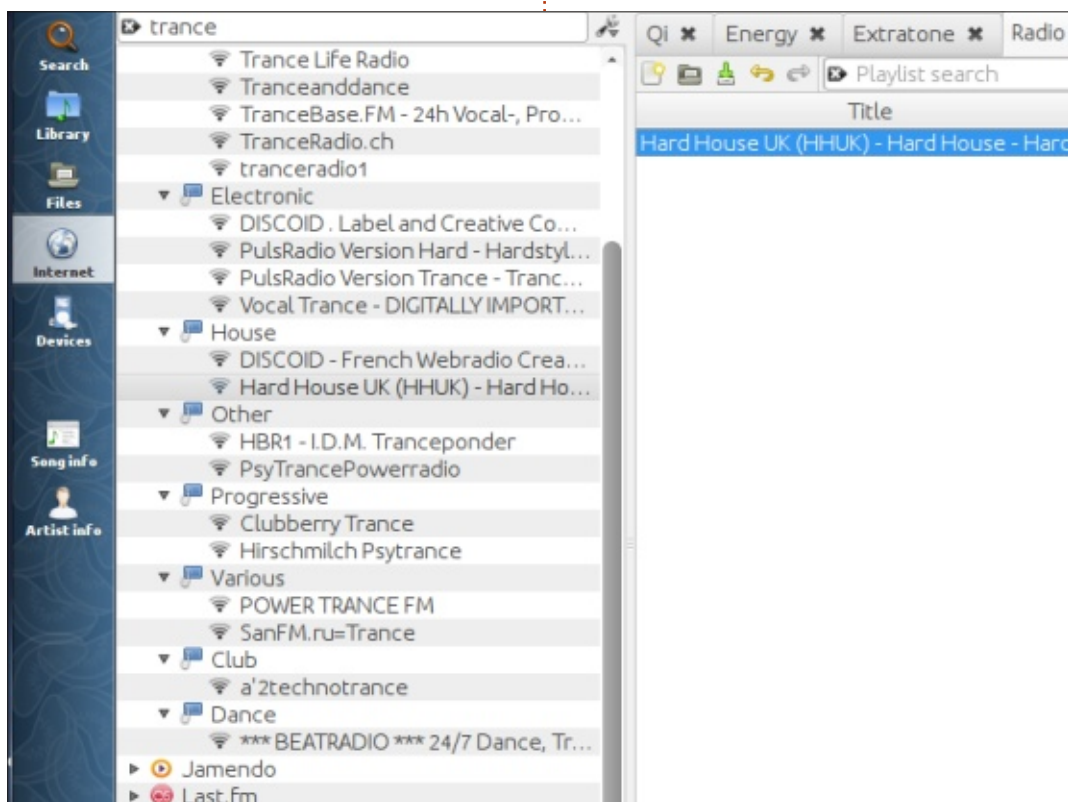 Search
Library
Files
Internet
Devices
Song info
Artist info
trance
Trance Life Radio
Tranceanddance
TranceBase.FM - 24h Vocal-, Pro...
TranceRadio.ch
tranceradio1
Electronic
DISCOID . Label and Creative Co...
PulsRadio Version Hard - Hardstyl...
PulsRadio Version Trance - Tranc...
Vocal Trance - DIGITALLY IMPORT...
House
DISCOID - French Webradio Crea...
Hard House UK (HHUK) - Hard Ho...
Other
HBR1 - I.D.M. Tranceponder
PsyTrancePowerradio
Progressive
Clubberry Trance
Hirschmilch Psytrance
Various
POWER TRANCE FM
SanFM.ru=Trance
Club
a'2technotrance
Dance
*** BEATRADIO *** 24/7 Dance, Tr...
Jamendo
Last.fm
Qi Energy Extratone Radio
Playlist search
Title
Hard House UK (HHUK) - Hard House - Hard